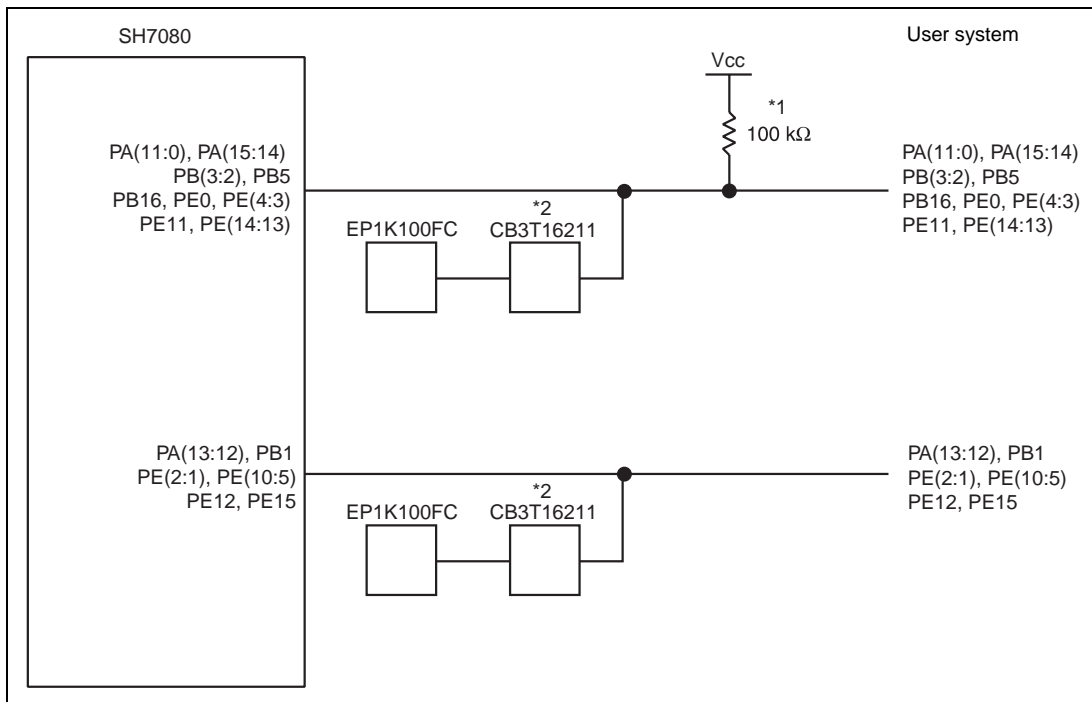 SH7080
User system
Vcc
*1
100 kΩ
PA(11:0), PA(15:14)
PB(3:2), PB5
PB16, PE0, PE(4:3)
PE11, PE(14:13)
*2
EP1K100FC
CB3T16211
PA(11:0), PA(15:14)
PB(3:2), PB5
PB16, PE0, PE(4:3)
PE11, PE(14:13)
PA(13:12), PB1
PE(2:1), PE(10:5)
PE12, PE15
*2
EP1K100FC
CB3T16211
PA(13:12), PB1
PE(2:1), PE(10:5)
PE12, PE15